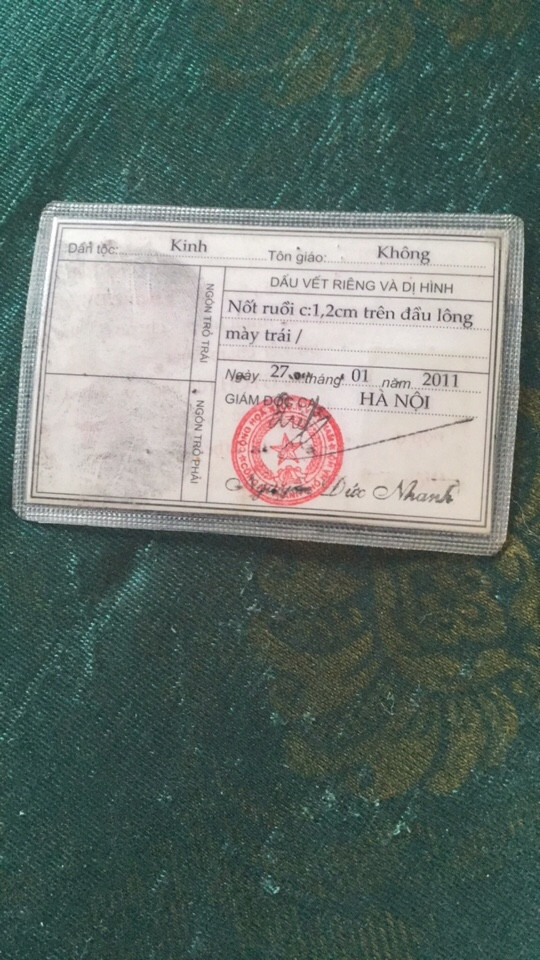 Dân tộc: Kinh Tôn giáo: Không
DẤU VẾT RIÊNG VÀ DỊ HÌNH
Nốt ruồi c:1,2cm trên đầu lông
mày trái /
Ngày 27 tháng 01 năm 2011
GIÁM ĐỐC CA HÀ NỘI
Nguyễn Đức Nhanh
NGÓN TRỎ TRÁI
NGÓN TRỎ PHẢI